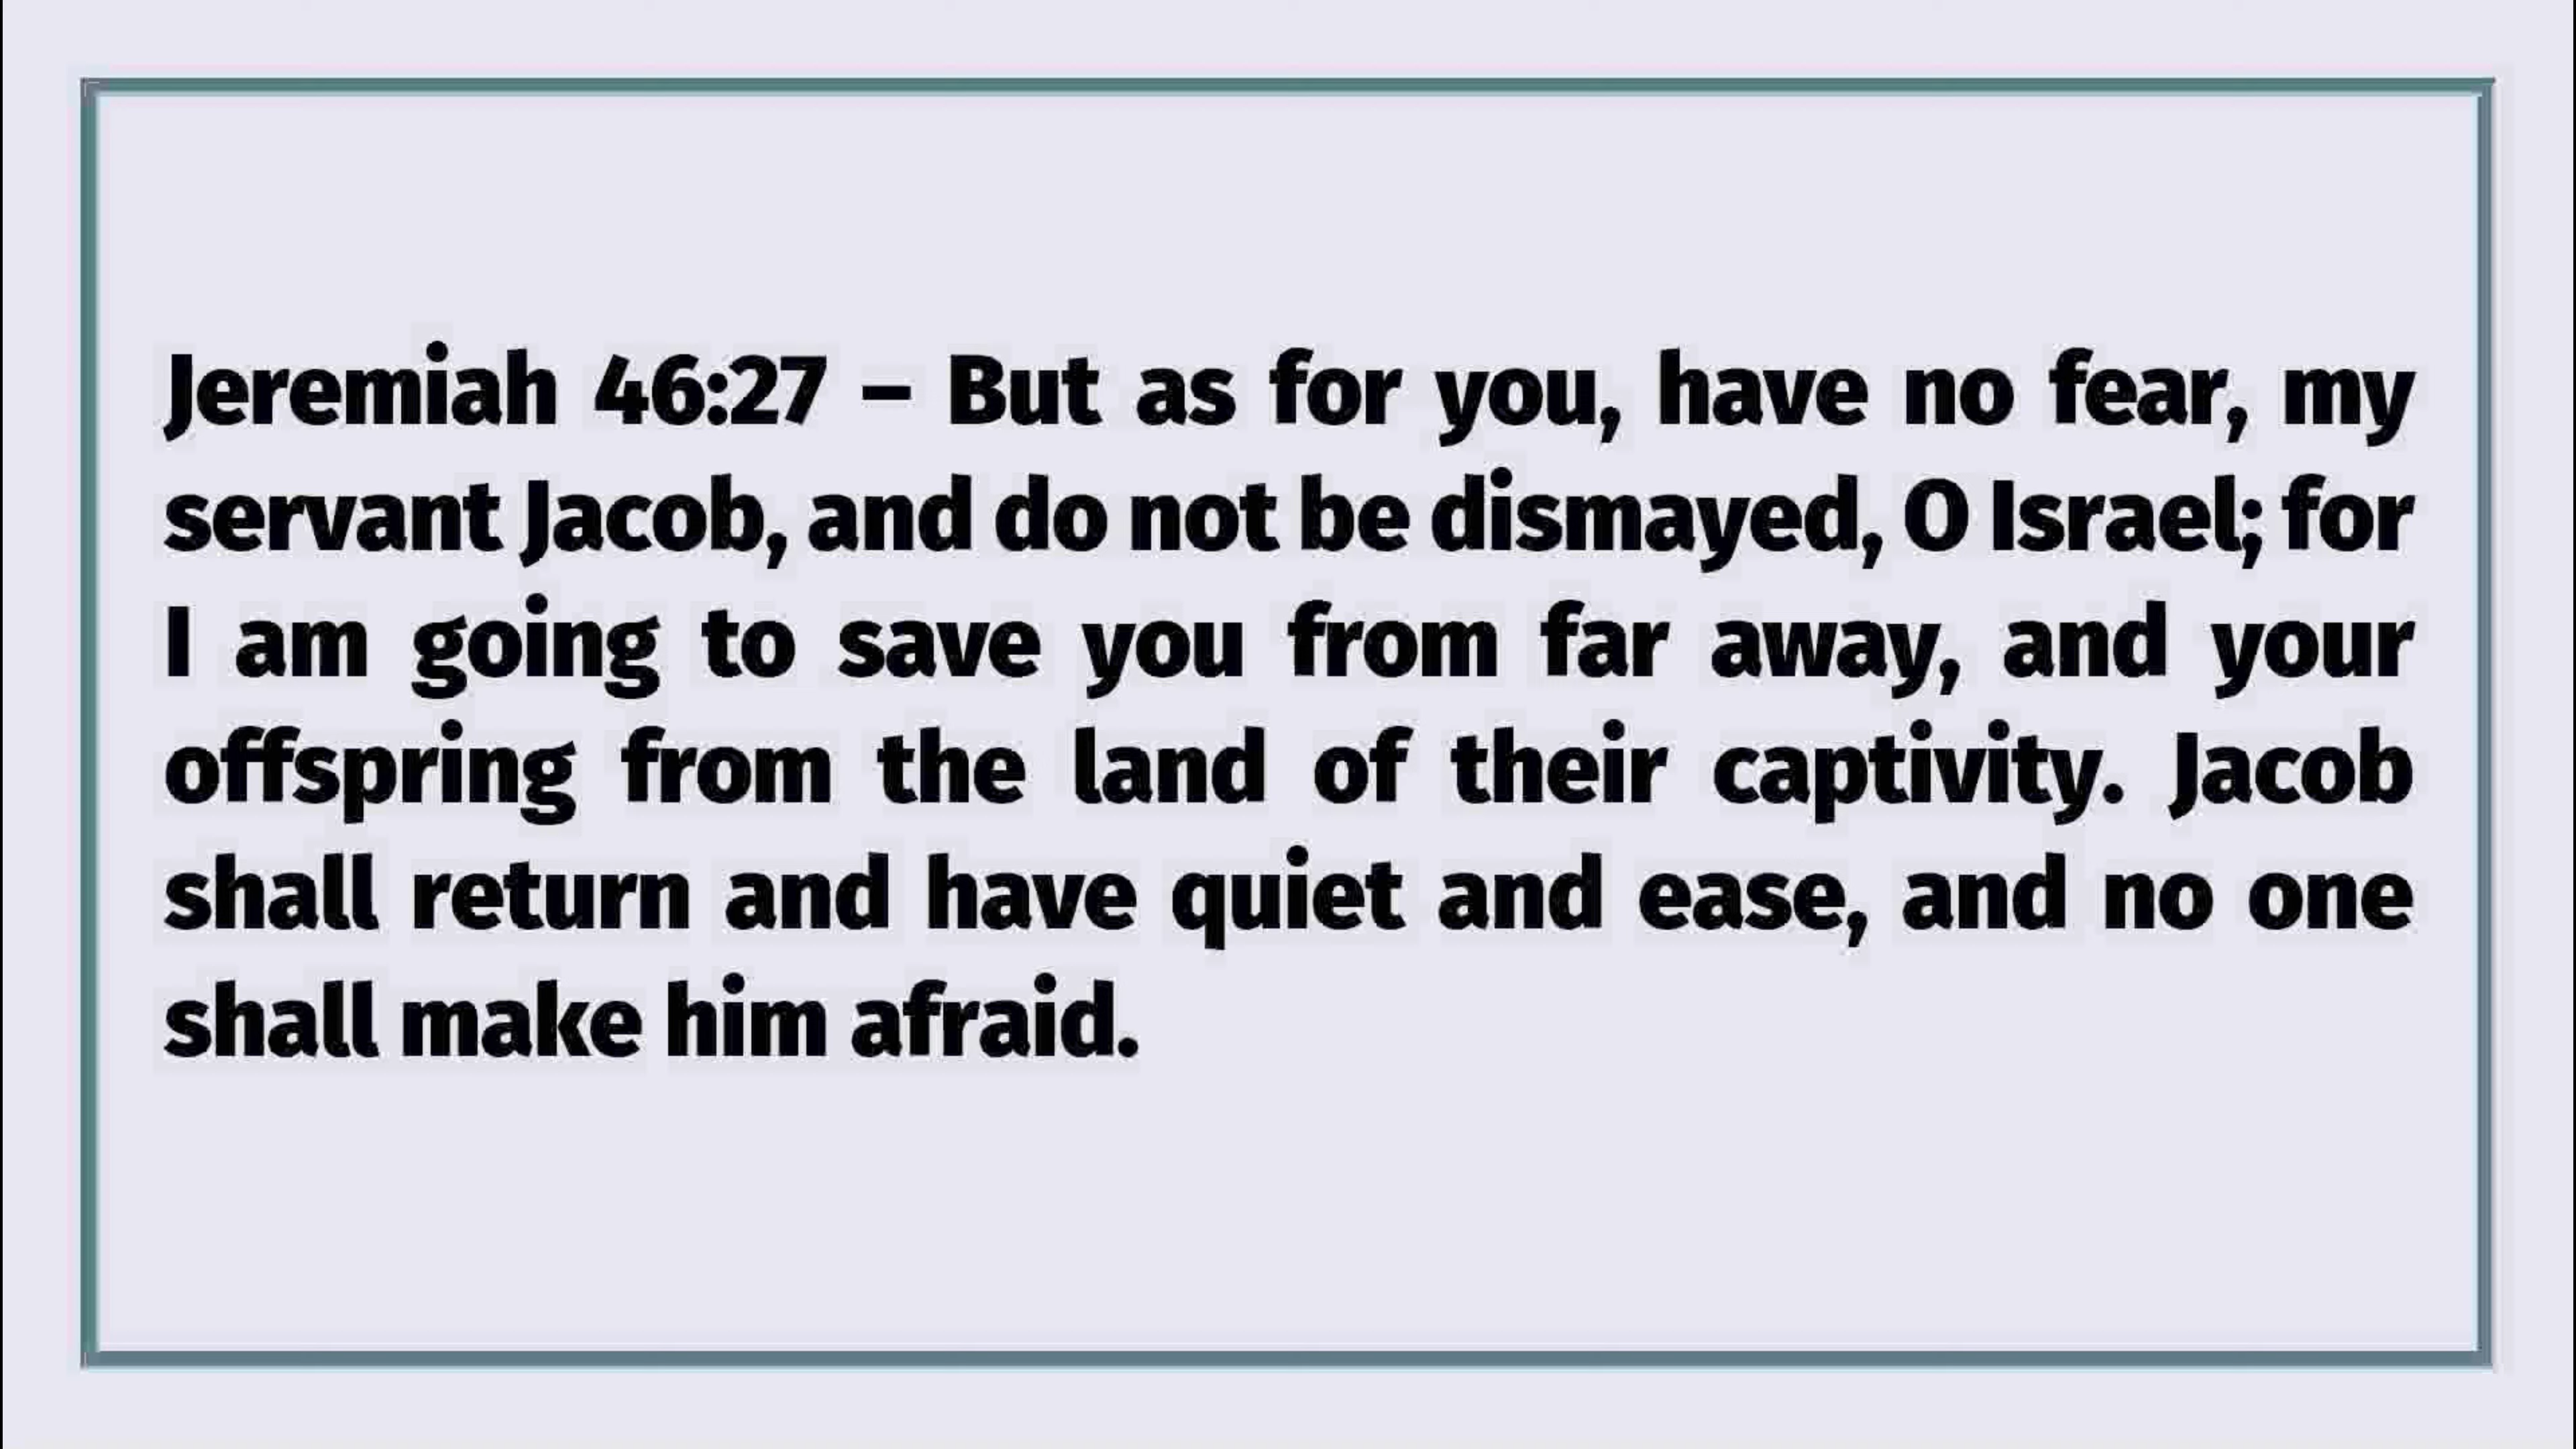 Jeremiah 46:27 – But as for you, have no fear, my
servant Jacob, and do not be dismayed, O Israel; for
I am going to save you from far away, and your
offspring from the land of their captivity. Jacob
shall return and have quiet and ease, and no one
shall make him afraid.